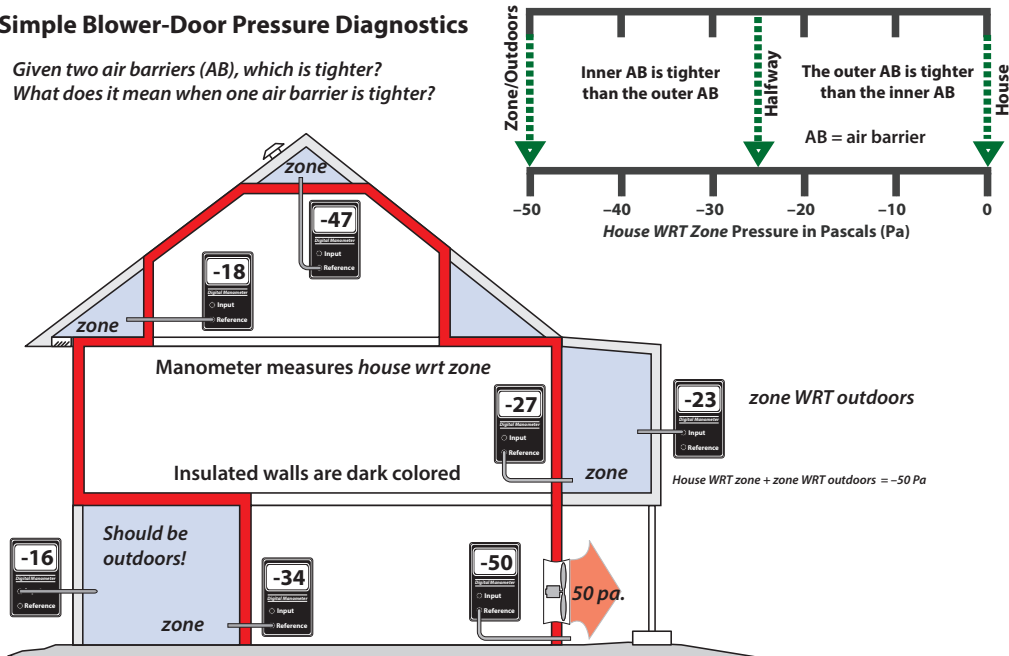 Simple Blower-Door Pressure Diagnostics
Given two air barriers (AB), which is tighter?
What does it mean when one air barrier is tighter?
Zone/Outdoors
Inner AB is tighter
than the outer AB
Halfway
The outer AB is tighter
than the inner AB
AB = air barrier
House
–50
–40
–30
–20
–10
0
House WRT Zone Pressure in Pascals (Pa)
zone
-47
Digital Manometer
Input
Reference
-18
Digital Manometer
Input
Reference
zone
Manometer measures house wrt zone
-27
Digital Manometer
Input
Reference
zone
-23
Digital Manometer
Input
Reference
zone WRT outdoors
House WRT zone + zone WRT outdoors = –50 Pa
Insulated walls are dark colored
Should be
outdoors!
-16
Digital Manometer
Input
Reference
zone
-34
Digital Manometer
Input
Reference
-50
Digital Manometer
Input
Reference
50 pa.